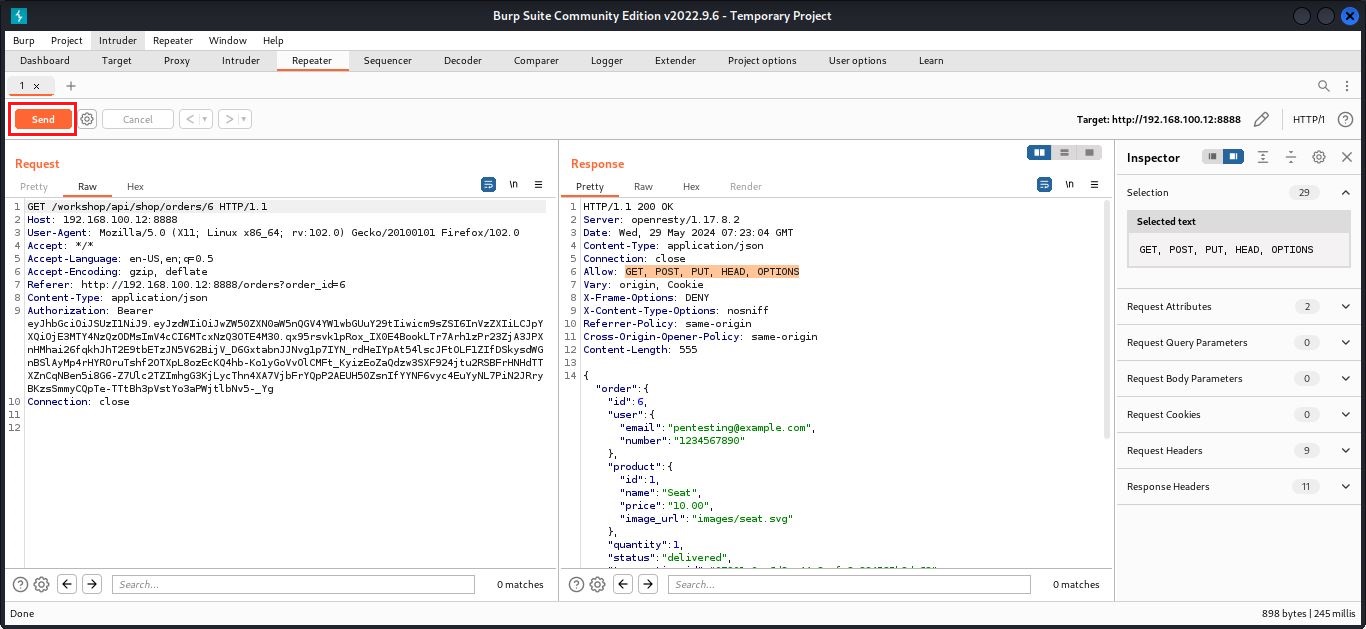 Burp Suite Community Edition v2022.9.6 - Temporary Project
Burp Project Intruder Repeater Window Help
Dashboard Target Proxy Intruder Repeater Sequencer Decoder Comparer Logger Extender Project options User options Learn
1 × +
Send Cancel < > Target: http://192.168.100.12:8888 HTTP/1
Request
Pretty Raw Hex \n
1 GET /workshop/api/shop/orders/6 HTTP/1.1
2 Host: 192.168.100.12:8888
3 User-Agent: Mozilla/5.0 (X11; Linux x86_64; rv:102.0) Gecko/20100101 Firefox/102.0
4 Accept: */*
5 Accept-Language: en-US,en;q=0.5
6 Accept-Encoding: gzip, deflate
7 Referer: http://192.168.100.12:8888/orders?order_id=6
8 Content-Type: application/json
9 Authorization: Bearer
10 Connection: close
11
12
Search... 0 matches
Response
Pretty Raw Hex Render \n
1 HTTP/1.1 200 OK
2 Server: openresty/1.17.8.2
3 Date: Wed, 29 May 2024 07:23:04 GMT
4 Content-Type: application/json
5 Connection: close
6 Allow: GET, POST, PUT, HEAD, OPTIONS
7 Vary: origin, Cookie
8 X-Frame-Options: DENY
9 X-Content-Type-Options: nosniff
10 Referrer-Policy: same-origin
11 Cross-Origin-Opener-Policy: same-origin
12 Content-Length: 555
13
14 {
"order":{
"id":6,
"user":{
"email":"pentesting@example.com",
"number":"1234567890"
},
"product":{
"id":1,
"name":"Seat",
"price":"10.00",
"image_url":"images/seat.svg"
},
"quantity":1,
"status":"delivered",
Search... 0 matches
Inspector
Selection 29
Selected text
GET, POST, PUT, HEAD, OPTIONS
Request Attributes 2
Request Query Parameters 0
Request Body Parameters 0
Request Cookies 0
Request Headers 9
Response Headers 11
Done 898 bytes | 245 millis